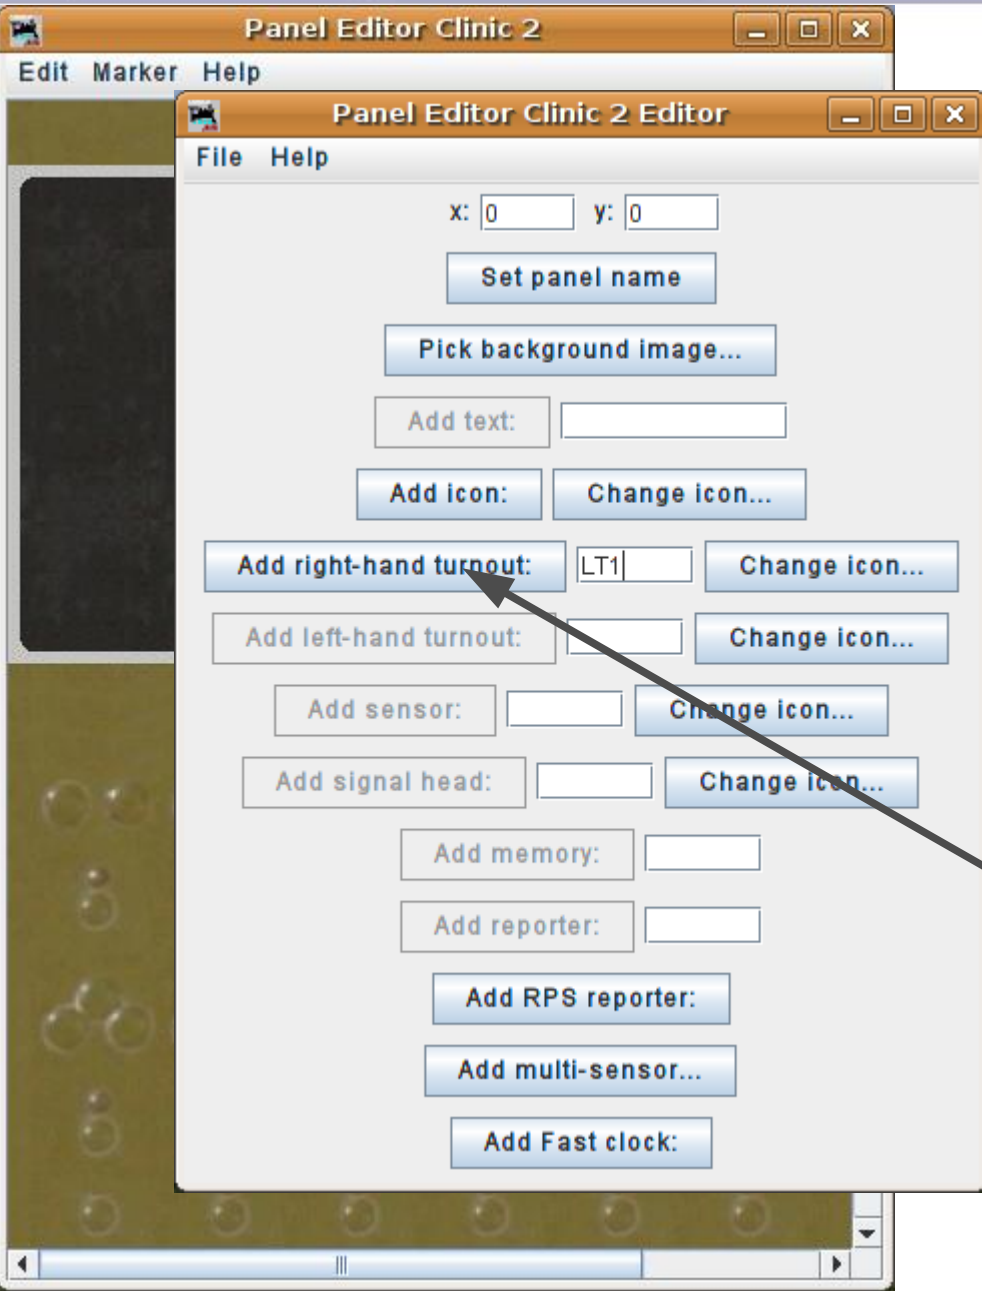 Panel Editor Clinic 2
Edit Marker Help
Panel Editor Clinic 2 Editor
File Help
x: 0 y: 0
Set panel name
Pick background image...
Add text:
Add icon: Change icon...
Add right-hand turnout: LT1 Change icon...
Add left-hand turnout: Change icon...
Add sensor: Change icon...
Add signal head: Change icon...
Add memory:
Add reporter:
Add RPS reporter:
Add multi-sensor...
Add Fast clock: